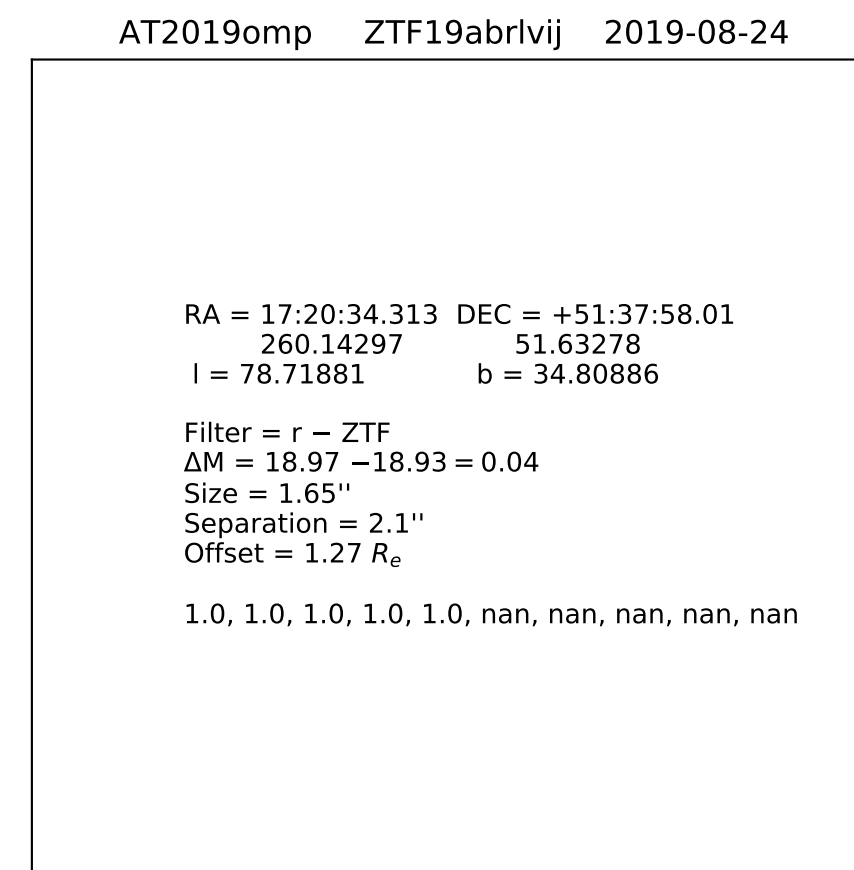 AT2019omp ZTF19abrlvij 2019-08-24
RA = 17:20:34.313 DEC = +51:37:58.01
260.14297 51.63278
l = 78.71881 b = 34.80886
Filter = r − ZTF
ΔM = 18.97 −18.93 = 0.04
Size = 1.65''
Separation = 2.1''
Offset = 1.27 Re
1.0, 1.0, 1.0, 1.0, 1.0, nan, nan, nan, nan, nan